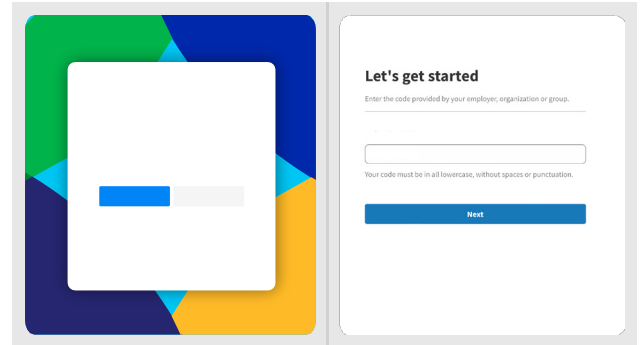 Let's get started
Enter the code provided by your employer, organization or group.
Your code must be in all lowercase, without spaces or punctuation.
Next